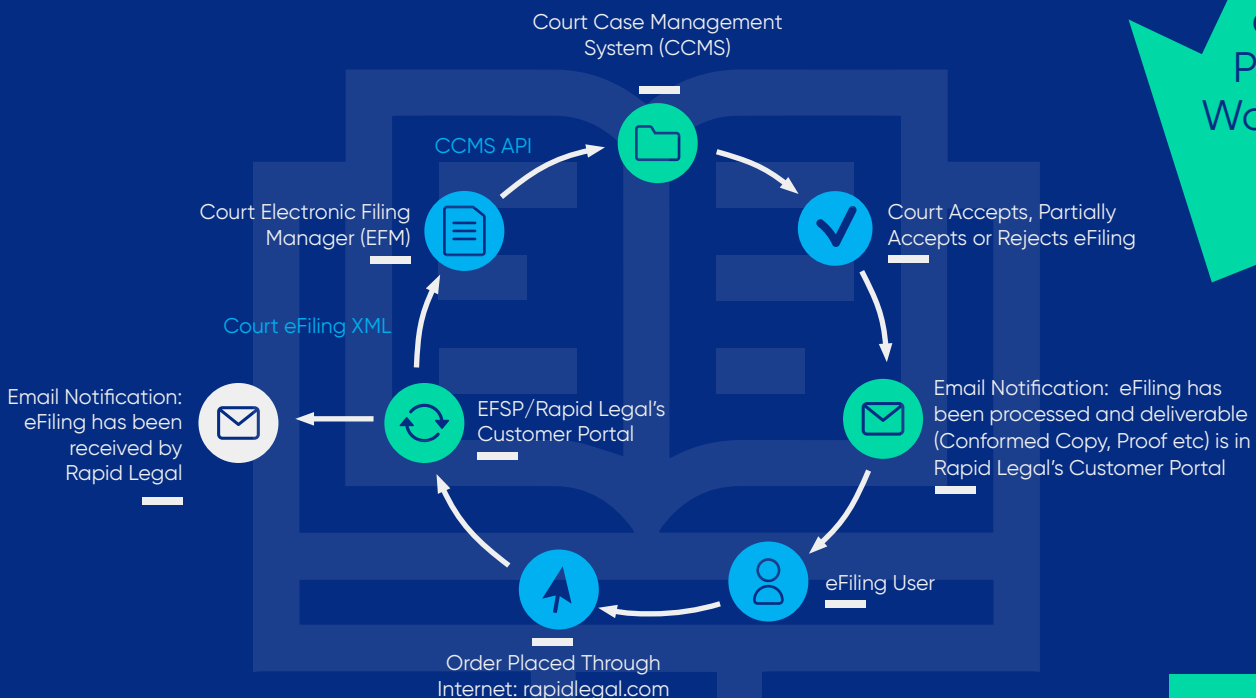 Court Case Management
System (CCMS)
CCMS API
Court Electronic Filing
Manager (EFM)
Court Accepts, Partially
Accepts or Rejects eFiling
Court eFiling XML
Email Notification:
eFiling has been
received by
Rapid Legal
EFSP/Rapid Legal's
Customer Portal
Email Notification: eFiling has
been processed and deliverable
(Conformed Copy, Proof etc) is in
Rapid Legal's Customer Portal
eFiling User
Order Placed Through
Internet: rapidlegal.com